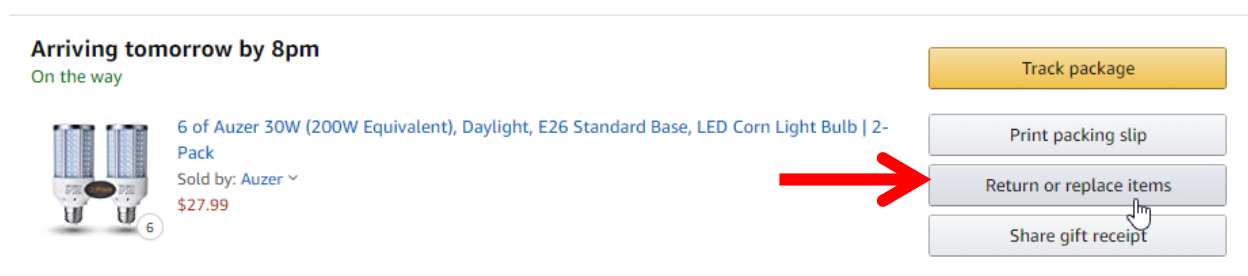 Arriving tomorrow by 8pm
On the way
Track package
6 of Auzer 30W (200W Equivalent), Daylight, E26 Standard Base, LED Corn Light Bulb | 2-
Pack
Sold by: Auzer
$27.99
6
Print packing slip
Return or replace items
Share gift receipt